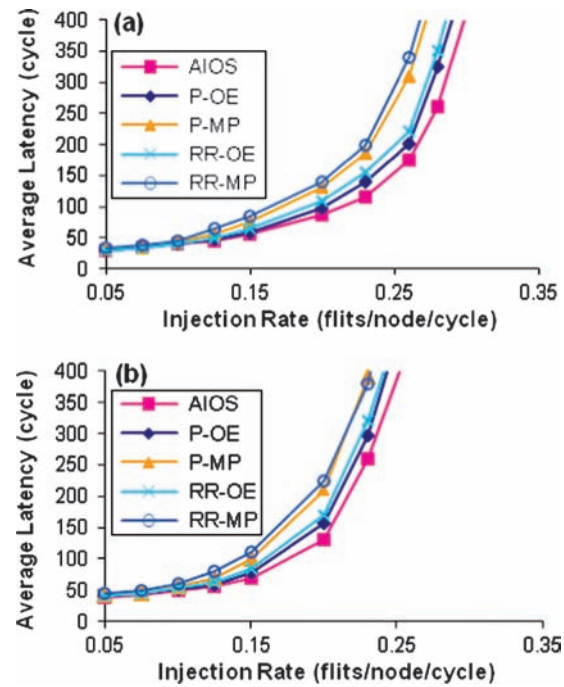 (a)
Average Latency (cycle)
400
350
300
250
200
150
100
50
0
AIOS
P-OE
P-MP
RR-OE
RR-MP
0.05 0.15 0.25 0.35
Injection Rate (flits/node/cycle)
(b)
Average Latency (cycle)
400
350
300
250
200
150
100
50
0
AIOS
P-OE
P-MP
RR-OE
RR-MP
0.05 0.15 0.25 0.35
Injection Rate (flits/node/cycle)